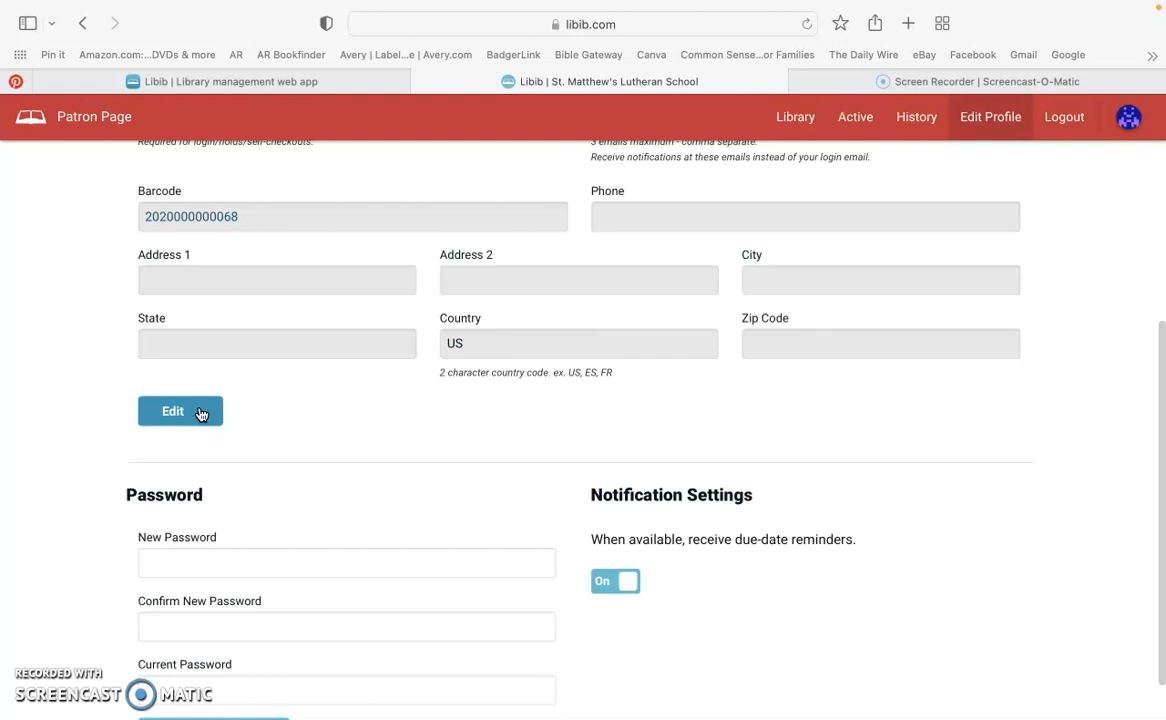 libib.com
Pin it Amazon.com:...DVDs & more AR AR Bookfinder Avery | Label...e | Avery.com BadgerLink Bible Gateway Canva Common Sense...or Families The Daily Wire eBay Facebook Gmail Google
Libib | Library management web app Libib | St. Matthew's Lutheran School Screen Recorder | Screencast-O-Matic
Patron Page Library Active History Edit Profile Logout
Required for login/holds/self-checkouts. 3 emails maximum - comma separate.
Receive notifications at these emails instead of your login email.
Barcode Phone
2020000000068
Address 1 Address 2 City
State Country Zip Code
US
2 character country code. ex. US, ES, FR
Edit
Password Notification Settings
New Password When available, receive due-date reminders.
On
Confirm New Password
Current Password
RECORDED WITH
SCREENCAST MATIC